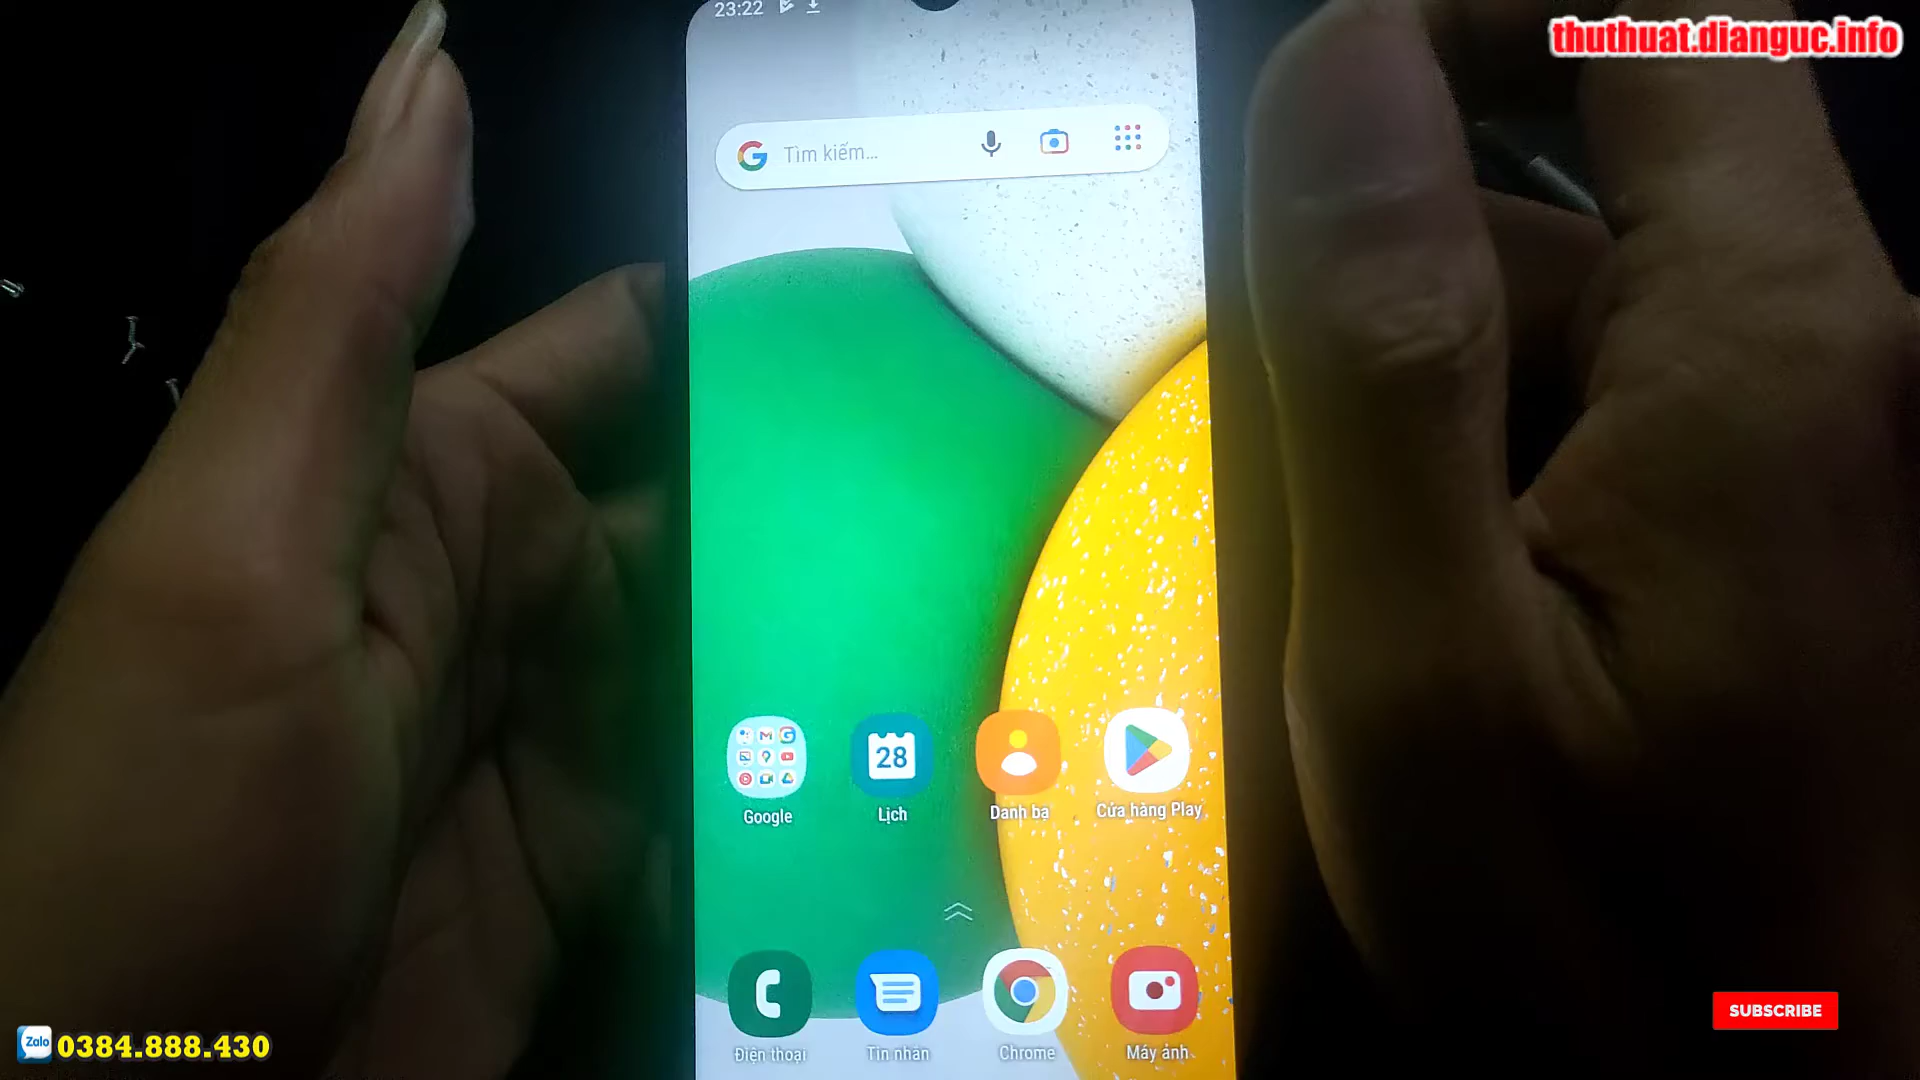 23:22
thuthuat.dianguc.info
Tìm kiếm...
28
Google
Lịch
Danh bạ
Cửa hàng Play
Điện thoại
Tin nhắn
Chrome
Máy ảnh
SUBSCRIBE
Zalo 0384.888.430